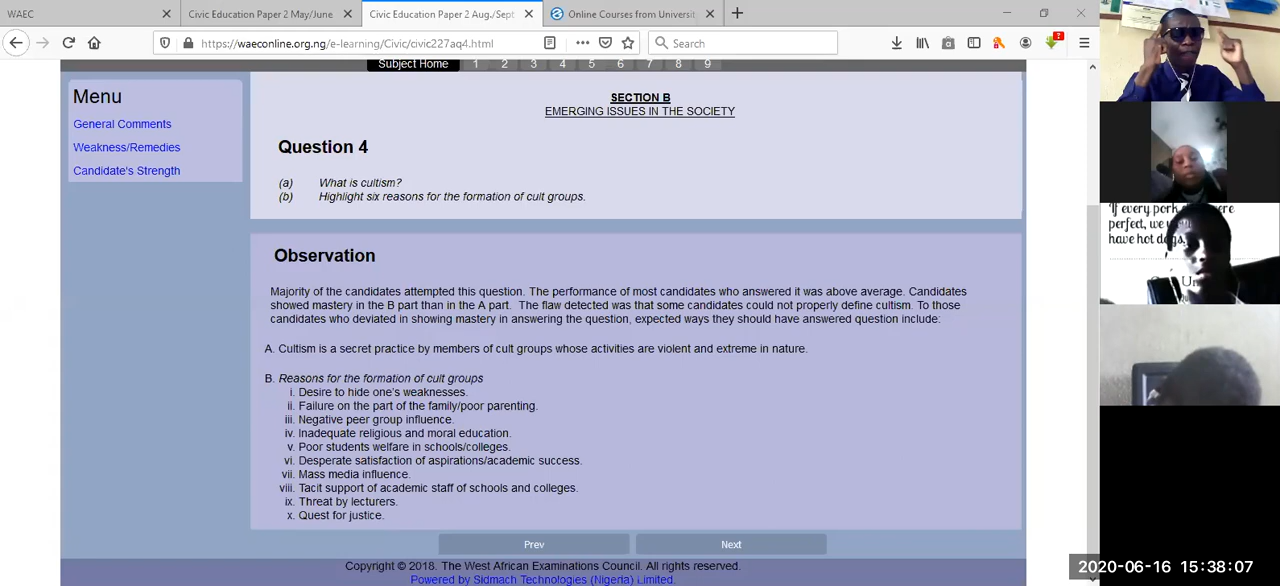 WAEC
Civic Education Paper 2 May/June
Civic Education Paper 2 Aug./Sept
Online Courses from Universit
https://waeconline.org.ng/e-learning/Civic/civic227aq4.html
Search
Subject Home 1 2 3 4 5 6 7 8 9
Menu
General Comments
Weakness/Remedies
Candidate's Strength
SECTION B
EMERGING ISSUES IN THE SOCIETY
Question 4
(a) What is cultism?
(b) Highlight six reasons for the formation of cult groups.
Observation
Majority of the candidates attempted this question. The performance of most candidates who answered it was above average. Candidates
showed mastery in the B part than in the A part. The flaw detected was that some candidates could not properly define cultism. To those
candidates who deviated in showing mastery in answering the question, expected ways they should have answered question include:
A. Cultism is a secret practice by members of cult groups whose activities are violent and extreme in nature.
B. Reasons for the formation of cult groups
i. Desire to hide one's weaknesses.
ii. Failure on the part of the family/poor parenting.
iii. Negative peer group influence.
iv. Inadequate religious and moral education.
v. Poor students welfare in schools/colleges.
vi. Desperate satisfaction of aspirations/academic success.
vii. Mass media influence.
viii. Tacit support of academic staff of schools and colleges.
ix. Threat by lecturers.
x. Quest for justice.
Prev
Next
Copyright © 2018. The West African Examinations Council. All rights reserved.
Powered by Sidmach Technologies (Nigeria) Limited.
If every pork
perfect, we
have hot dogs
2020-06-16 15:38:07